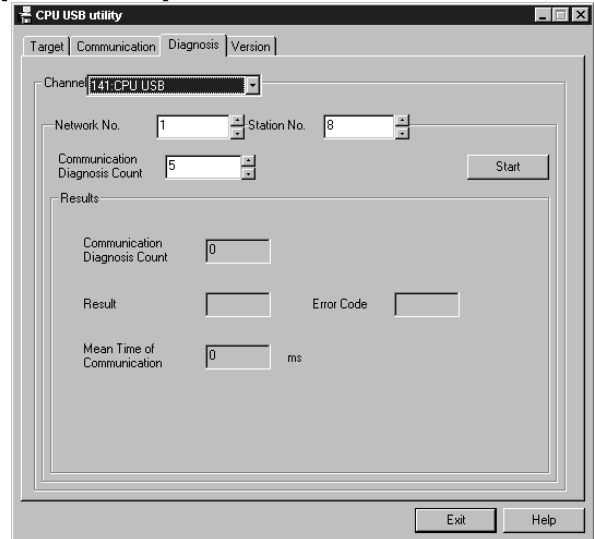 CPU USB utility
Target Communication Diagnosis Version
Channel 141:CPU USB
Network No. 1 Station No. 8
Communication
Diagnosis Count 5
Start
Results
Communication
Diagnosis Count 0
Result Error Code
Mean Time of
Communication 0 ms
Exit Help